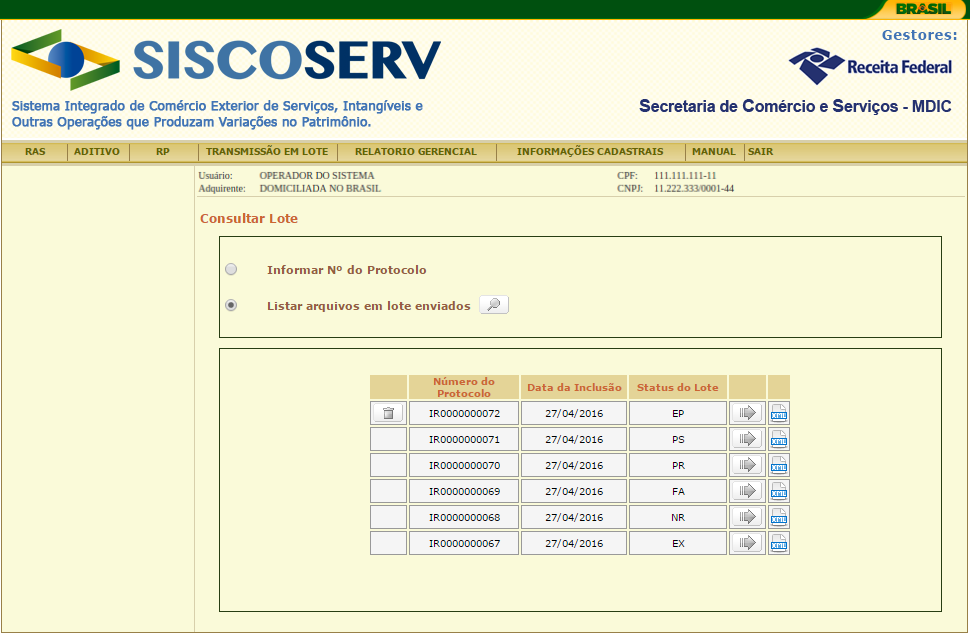 BRASIL
Gestores:
SISCOSERV
Receita Federal
Sistema Integrado de Comércio Exterior de Serviços, Intangíveis e
Outras Operações que Produzam Variações no Patrimônio.
Secretaria de Comércio e Serviços - MDIC
RAS ADITIVO RP TRANSMISSÃO EM LOTE RELATORIO GERENCIAL INFORMAÇÕES CADASTRAIS MANUAL SAIR
Usuário: OPERADOR DO SISTEMA CPF: 111.111.111-11
Adquirente: DOMICILIADA NO BRASIL CNPJ: 11.222.333/0001-44
Consultar Lote
Informar Nº do Protocolo
Listar arquivos em lote enviados
Número do
Protocolo Data da Inclusão Status do Lote
IR0000000072 27/04/2016 EP XML
IR0000000071 27/04/2016 PS XML
IR0000000070 27/04/2016 PR XML
IR0000000069 27/04/2016 FA XML
IR0000000068 27/04/2016 NR XML
IR0000000067 27/04/2016 EX XML